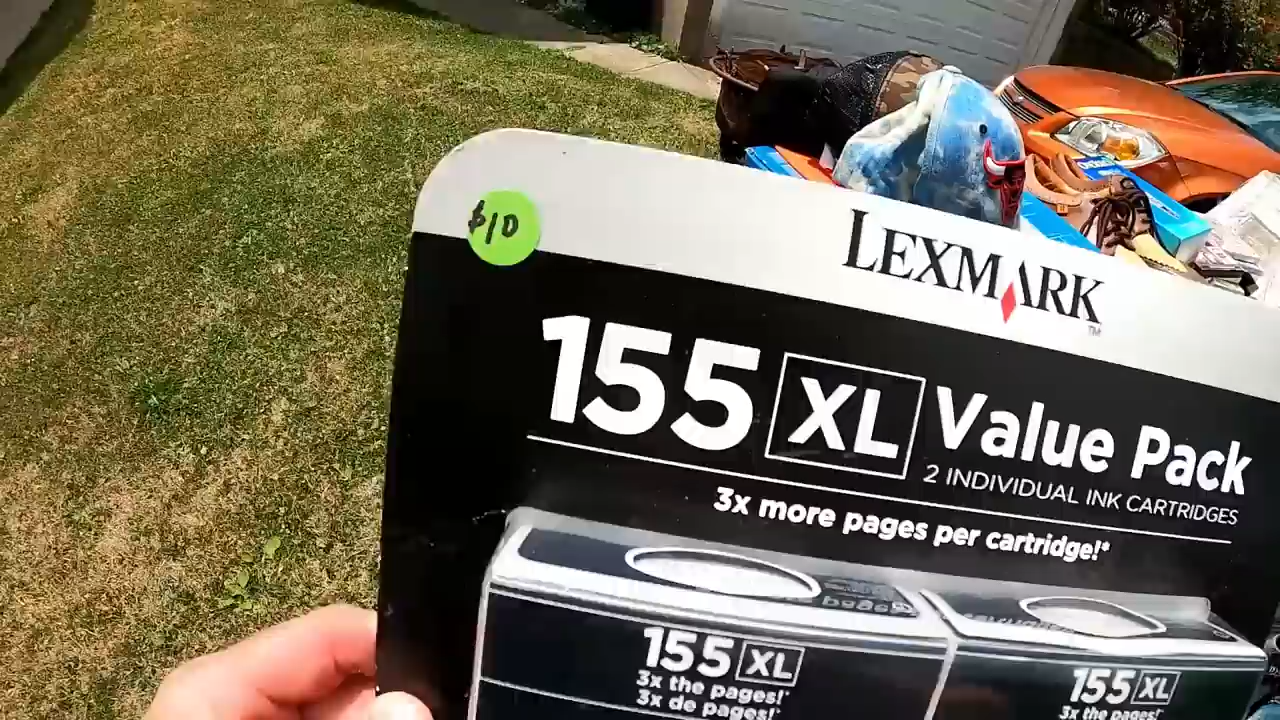 $10
LEXMARK™
155 XL Value Pack
2 INDIVIDUAL INK CARTRIDGES
3x more pages per cartridge!*
155 XL
3x the pages!*
3x de pages!*
155 XL
3x the pages!*